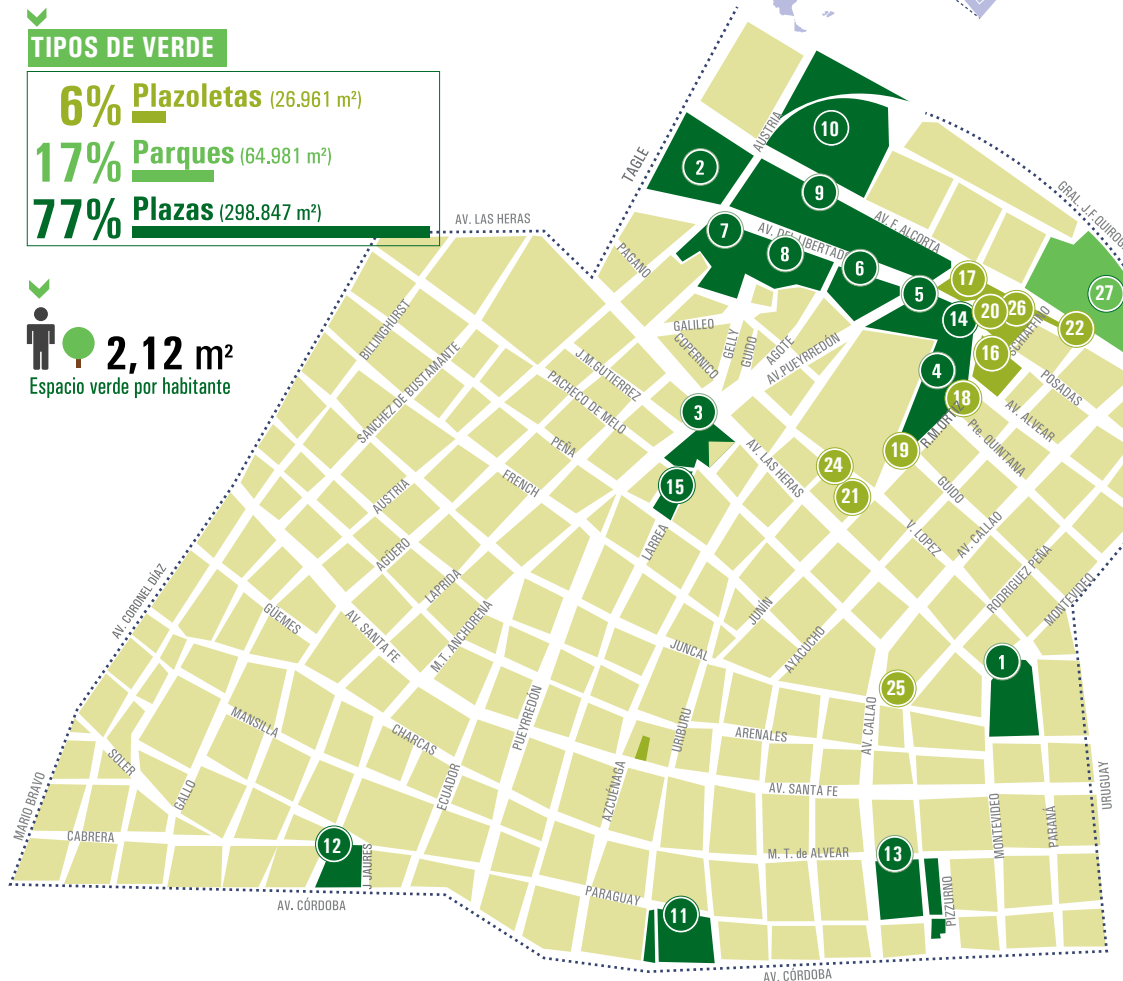 TIPOS DE VERDE
6% Plazoletas (26.961 m²)
17% Parques (64.981 m²)
77% Plazas (298.847 m²)
2,12 m²
Espacio verde por habitante
AV. LAS HERAS
TAGLE
AUSTRIA
10
2
9
GRAL. J.F. QUIROGA
AV. F. ALCORTA
7
AV. DEL LIBERTADOR
8
6
PAGANO
5
17
27
20
26
14
22
SCHIAFFINO
BILLINGHURST
GALILEO
COPERNICO
GELLY
GUIDO
AGOTE
AV. PUEYRREDÓN
16
4
POSADAS
SANCHEZ DE BUSTAMANTE
J.M. GUTIERREZ
PACHECO DE MELO
18
AV. ALVEAR
R.M. ORTIZ
Pte. QUINTANA
3
PEÑA
AV. LAS HERAS
19
24
21
15
FRENCH
GUIDO
AUSTRIA
V. LOPEZ
AV. CALLAO
LARREA
AGÜERO
LAPRIDA
RODRIGUEZ PEÑA
MONTEVIDEO
AV. CORONEL DÍAZ
GÜEMES
AV. SANTA FE
M.T. ANCHORENA
JUNÍN
AYACUCHO
JUNCAL
1
25
MANSILLA
CHARCAS
PUEYRREDÓN
URIBURU
ARENALES
AV. CALLAO
SOLER
GALLO
ECUADOR
AZCUÉNAGA
AV. SANTA FE
URUGUAY
MARIO BRAVO
CABRERA
MONTEVIDEO
PARANÁ
12
J JAURES
M. T. de ALVEAR
13
AV. CÓRDOBA
PARAGUAY
11
PIZZURNO
AV. CÓRDOBA